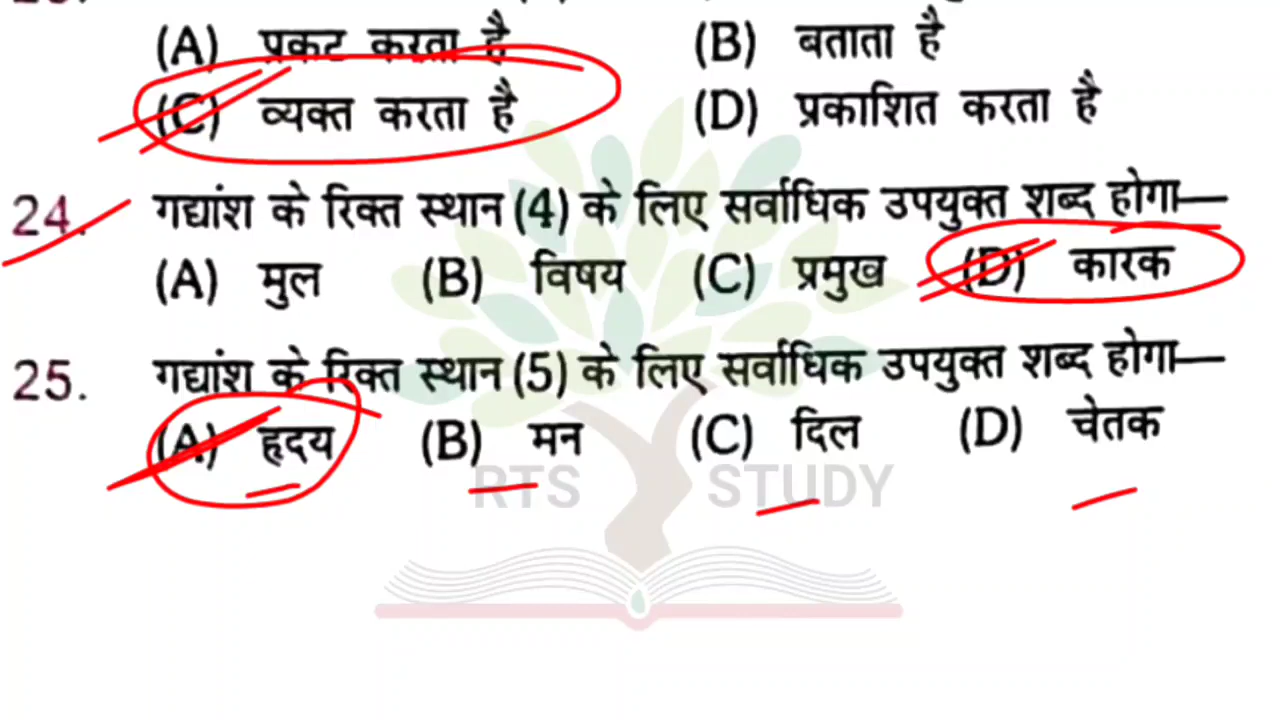 (A) प्रकट करता है (B) बताता है
(C) व्यक्त करता है (D) प्रकाशित करता है
24. गद्यांश के रिक्त स्थान (4) के लिए सर्वाधिक उपयुक्त शब्द होगा—
(A) मुल (B) विषय (C) प्रमुख (D) कारक
25. गद्यांश के रिक्त स्थान (5) के लिए सर्वाधिक उपयुक्त शब्द होगा—
(A) हृदय (B) मन (C) दिल (D) चेतक
RTS STUDY